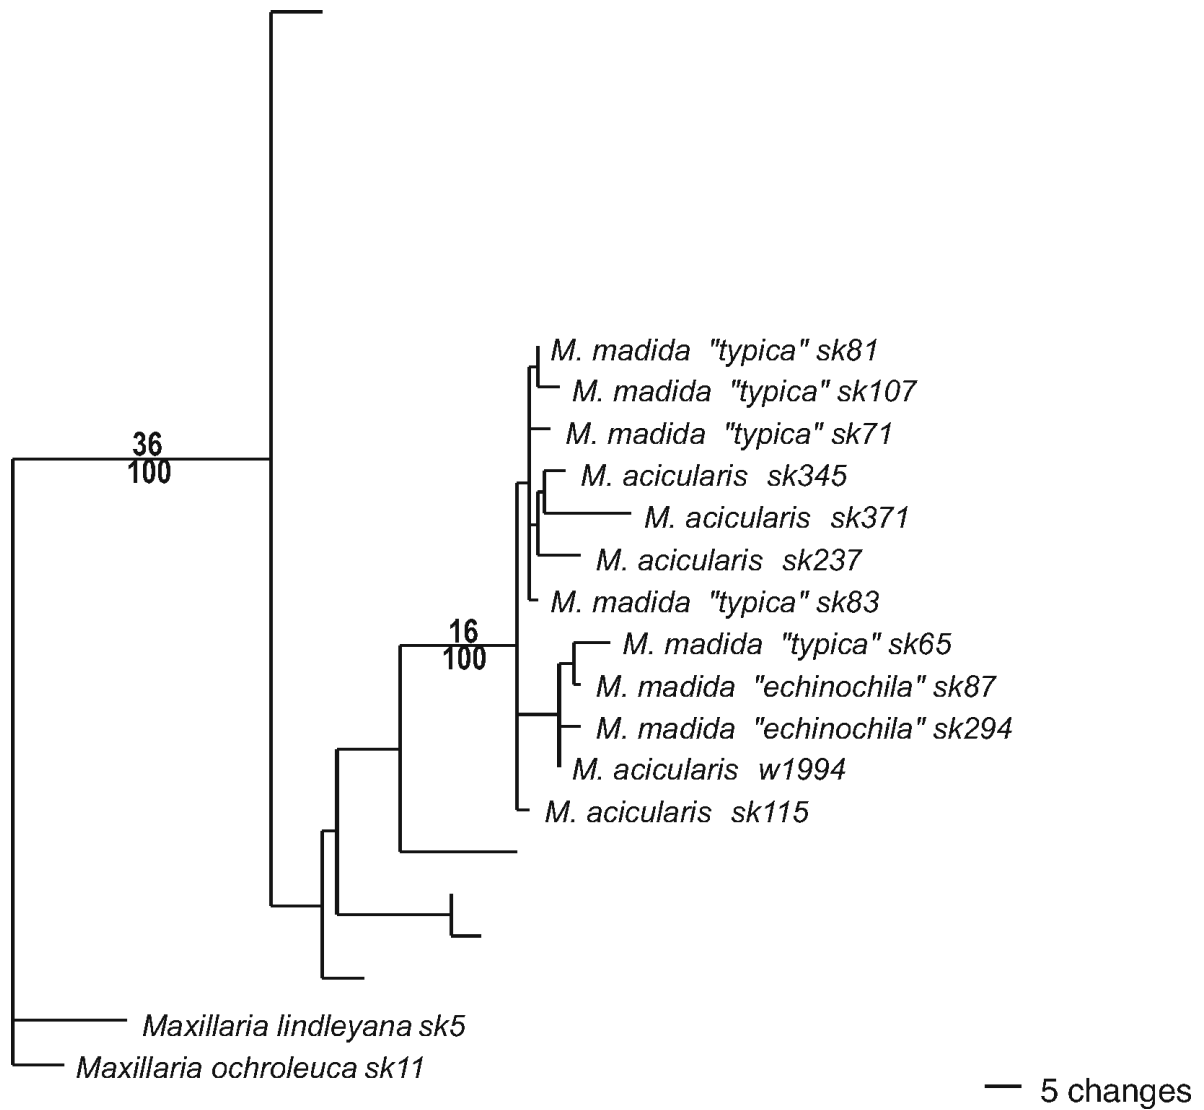 M. madida "typica" sk81
M. madida "typica" sk107
M. madida "typica" sk71
36
100
M. acicularis sk345
M. acicularis sk371
M. acicularis sk237
M. madida "typica" sk83
16
100
M. madida "typica" sk65
M. madida "echinochila" sk87
M. madida "echinochila" sk294
M. acicularis w1994
M. acicularis sk115
Maxillaria lindleyana sk5
Maxillaria ochroleuca sk11
5 changes